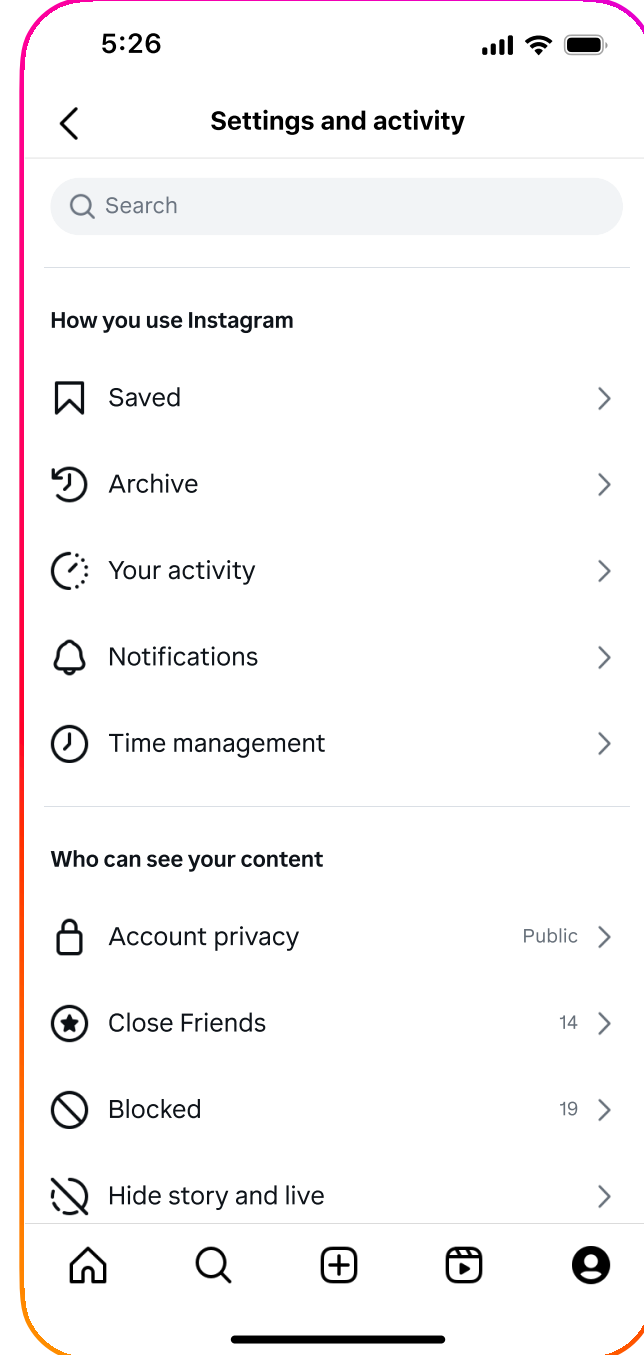 5:26
Settings and activity
Search
How you use Instagram
Saved
Archive
Your activity
Notifications
Time management
Who can see your content
Account privacy Public
Close Friends 14
Blocked 19
Hide story and live